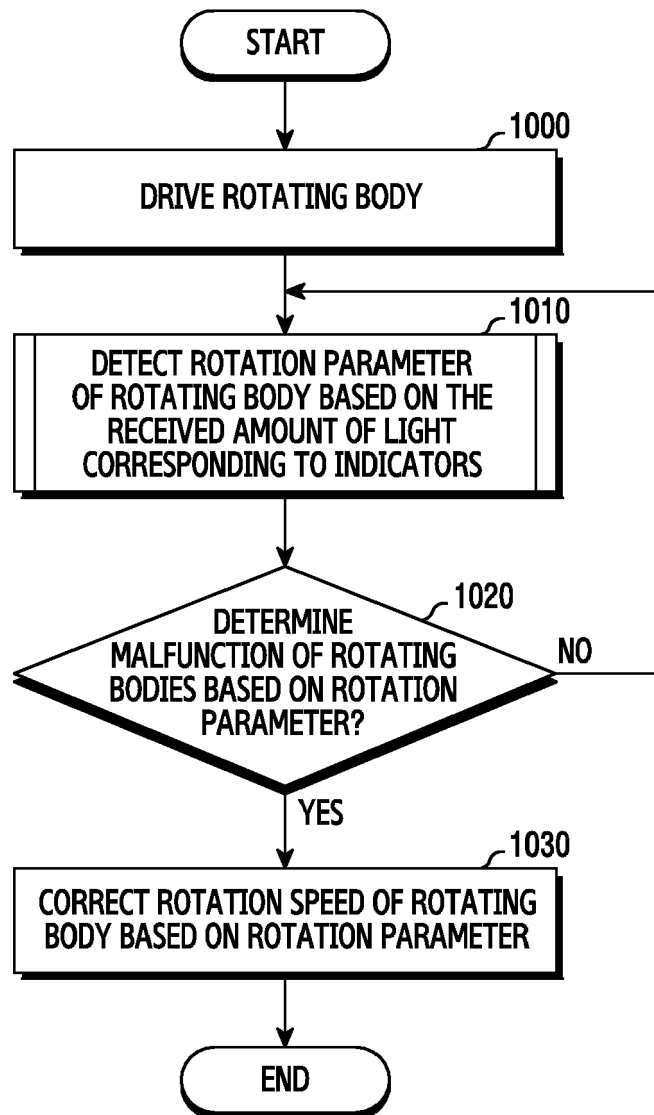 START
1000
DRIVE ROTATING BODY
1010
DETECT ROTATION PARAMETER
OF ROTATING BODY BASED ON THE
RECEIVED AMOUNT OF LIGHT
CORRESPONDING TO INDICATORS
1020
DETERMINE
MALFUNCTION OF ROTATING
BODIES BASED ON ROTATION
PARAMETER?
NO
YES
1030
CORRECT ROTATION SPEED OF ROTATING
BODY BASED ON ROTATION PARAMETER
END